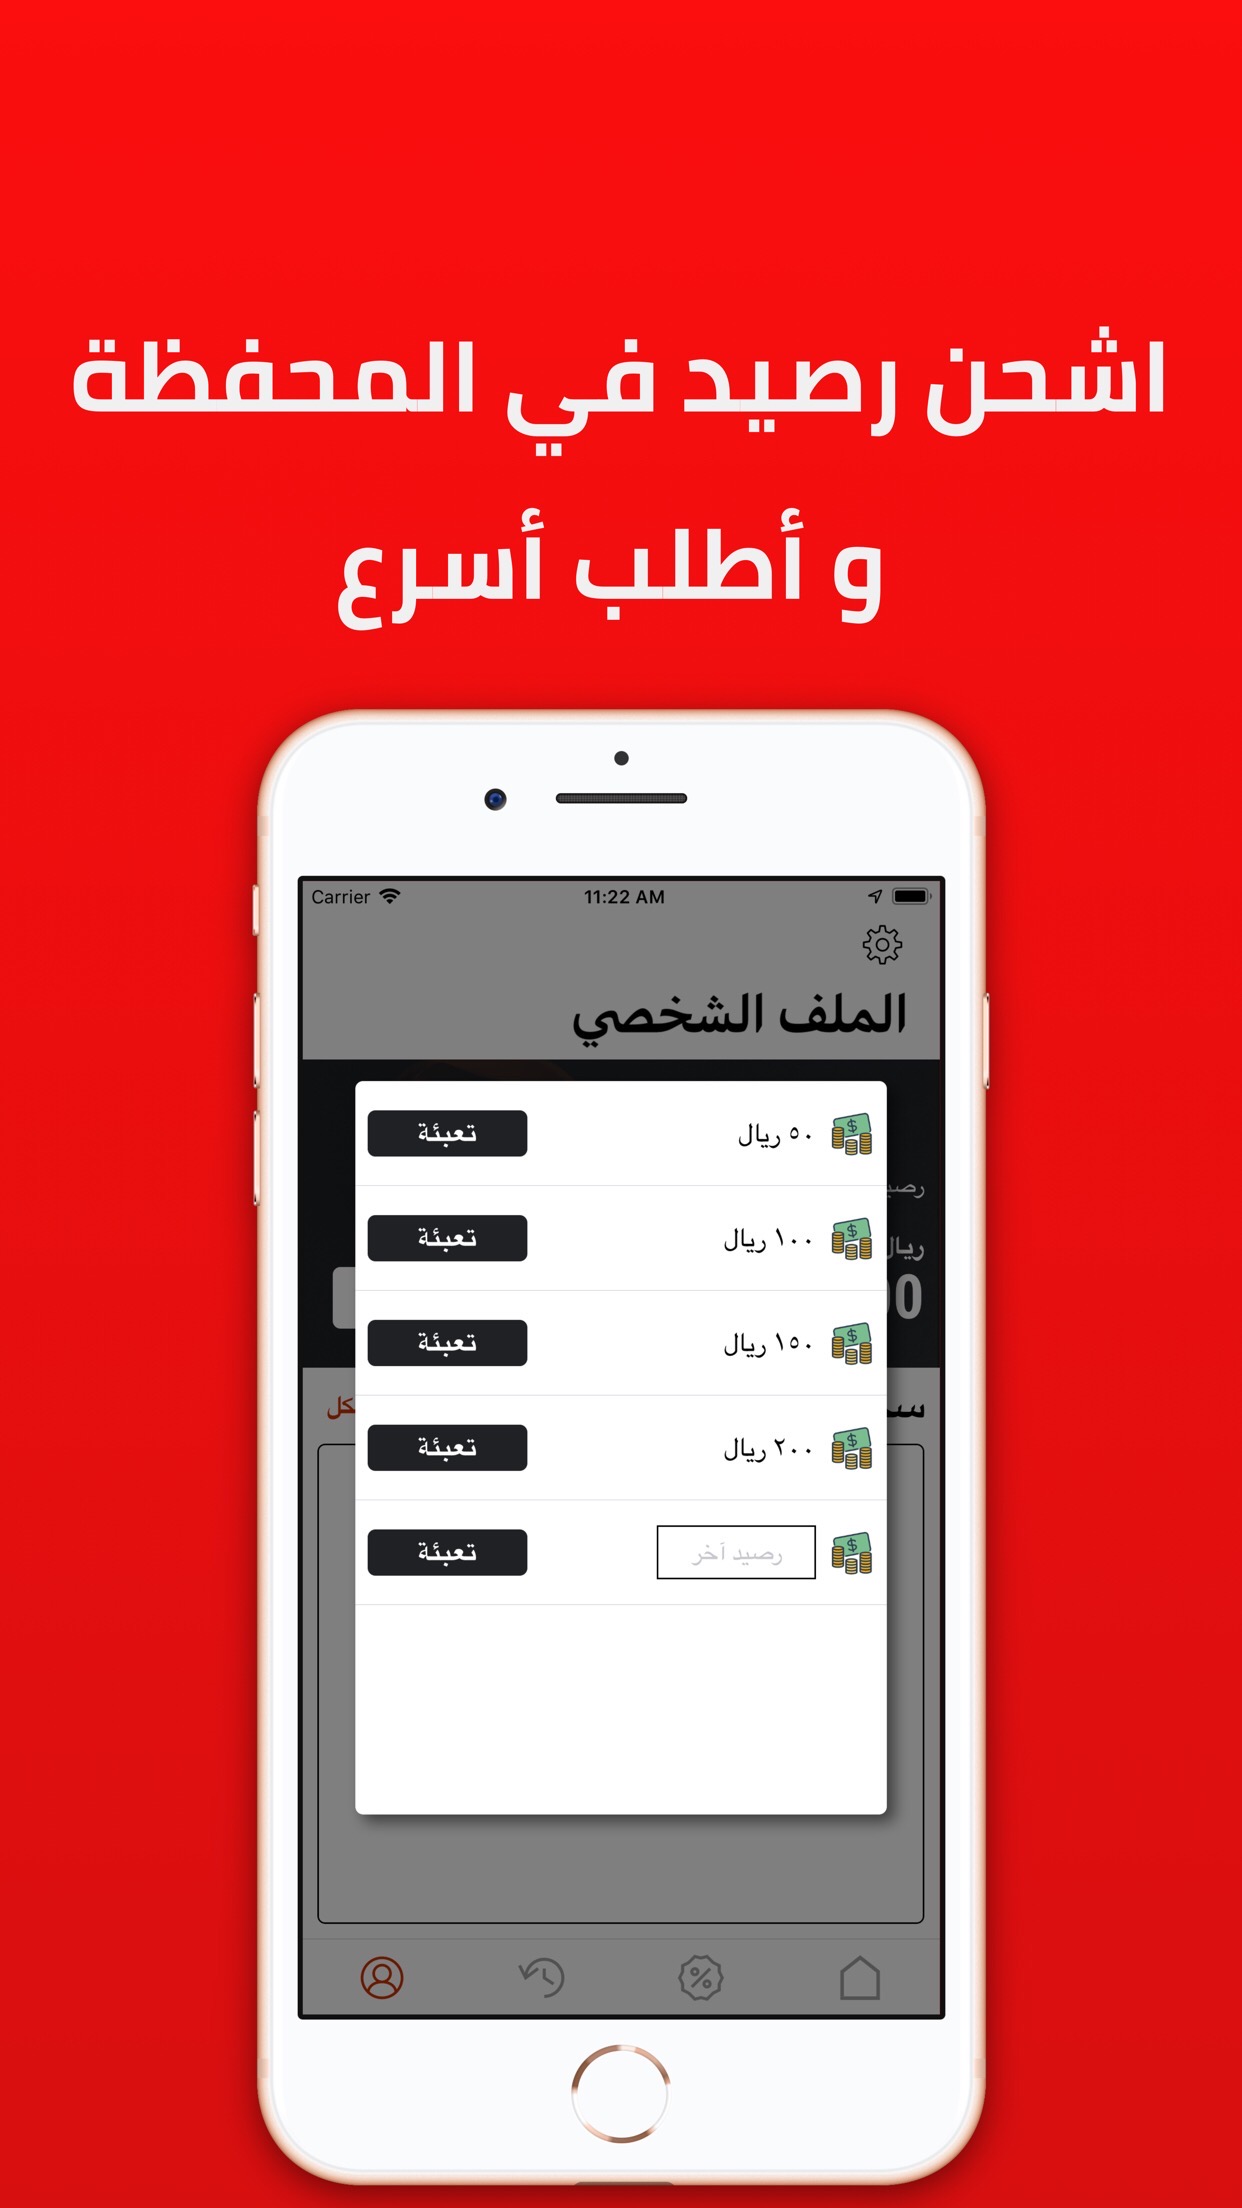 اشحن رصيد في المحفظة
و أطلب أسرع
Carrier 11:22 AM
الملف الشخصي
٥٠ ريال تعبئة
ريال
١٠٠ ريال تعبئة
١٥٠ ريال تعبئة
٢٠٠ ريال تعبئة
رصيد آخر تعبئة